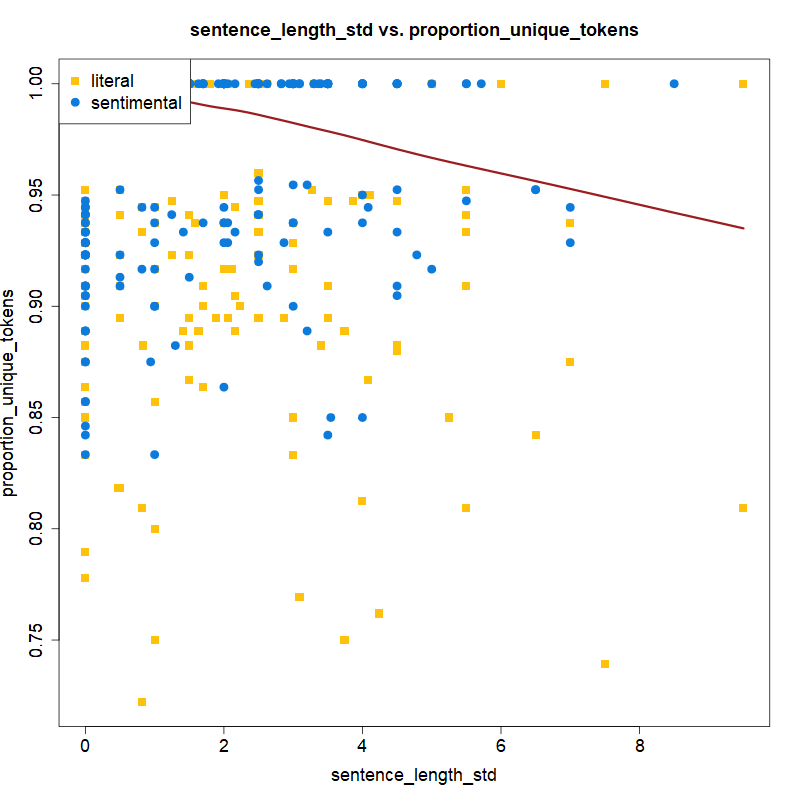 sentence_length_std vs. proportion_unique_tokens
literal
sentimental
1.00
0.95
0.90
0.85
0.80
0.75
proportion_unique_tokens
0 2 4 6 8
sentence_length_std